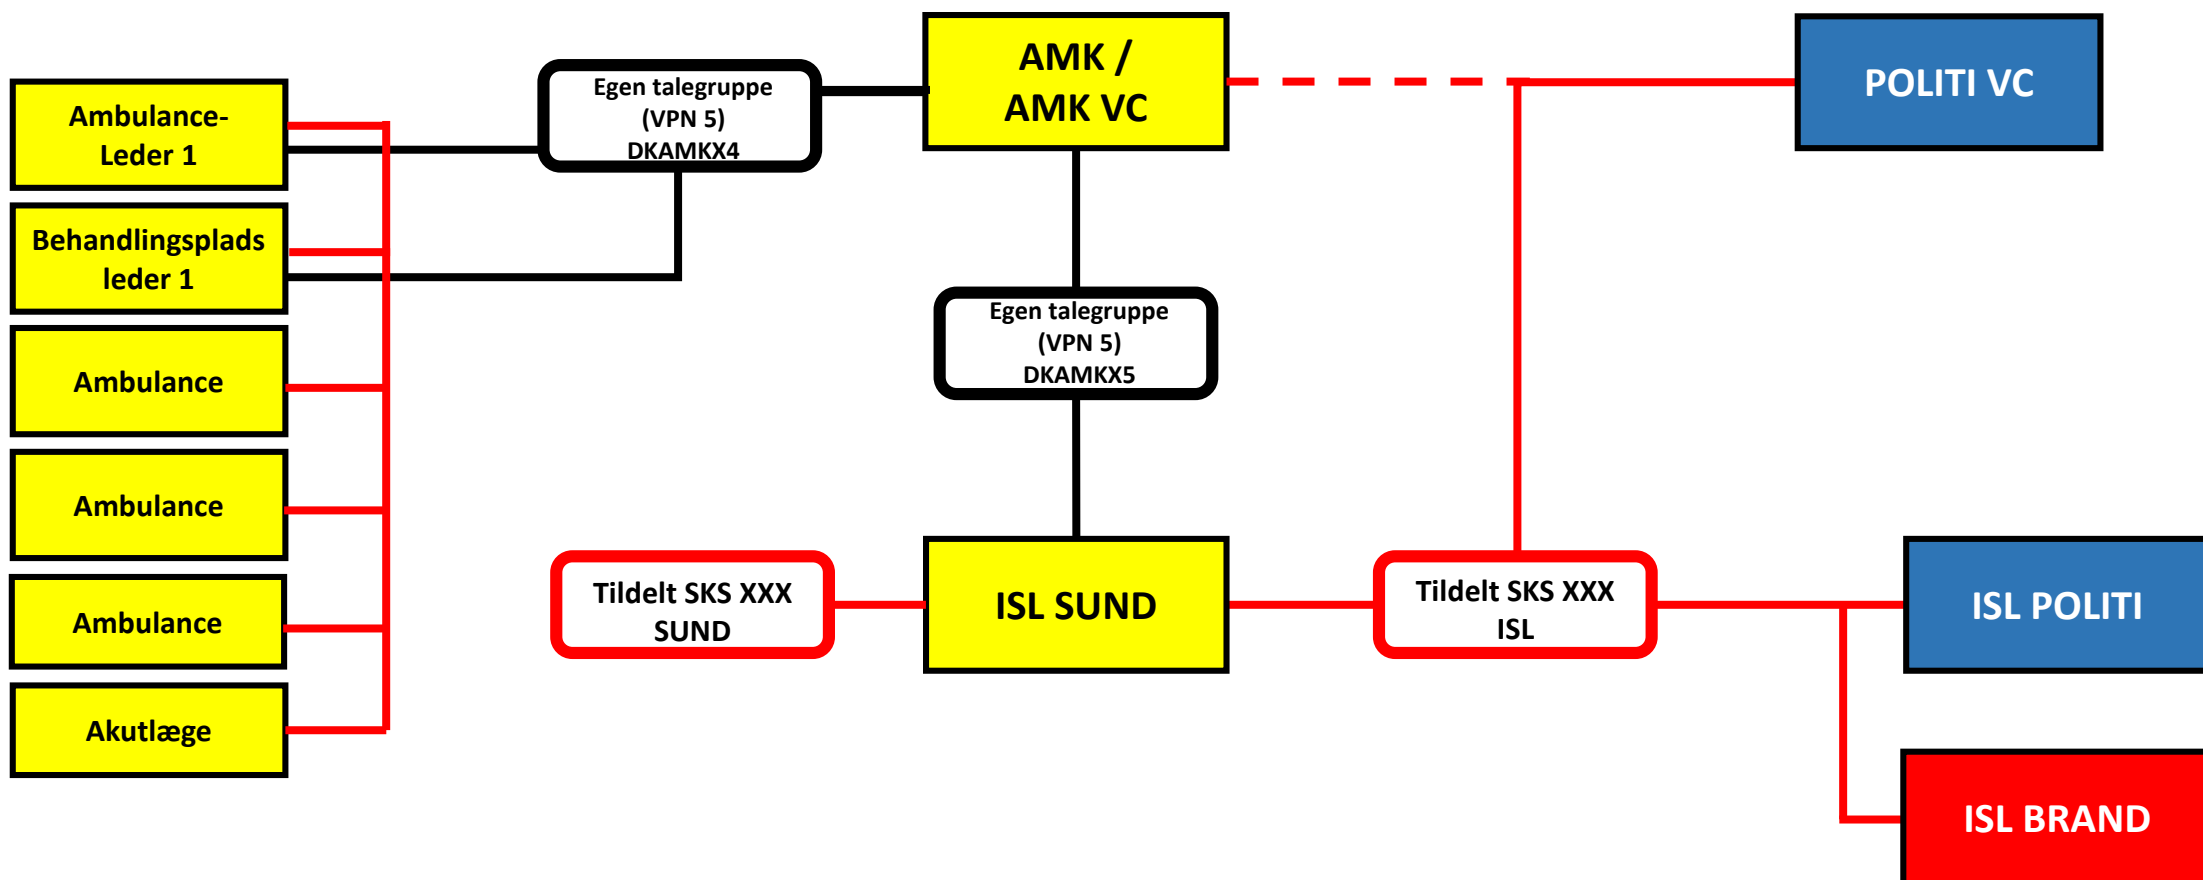 Ambulance-
Leder 1
Behandlingsplads
leder 1
Ambulance
Ambulance
Ambulance
Akutlæge
Egen talegruppe
(VPN 5)
DKAMKX4
AMK /
AMK VC
POLITI VC
Egen talegruppe
(VPN 5)
DKAMKX5
Tildelt SKS XXX
SUND
ISL SUND
Tildelt SKS XXX
ISL
ISL POLITI
ISL BRAND